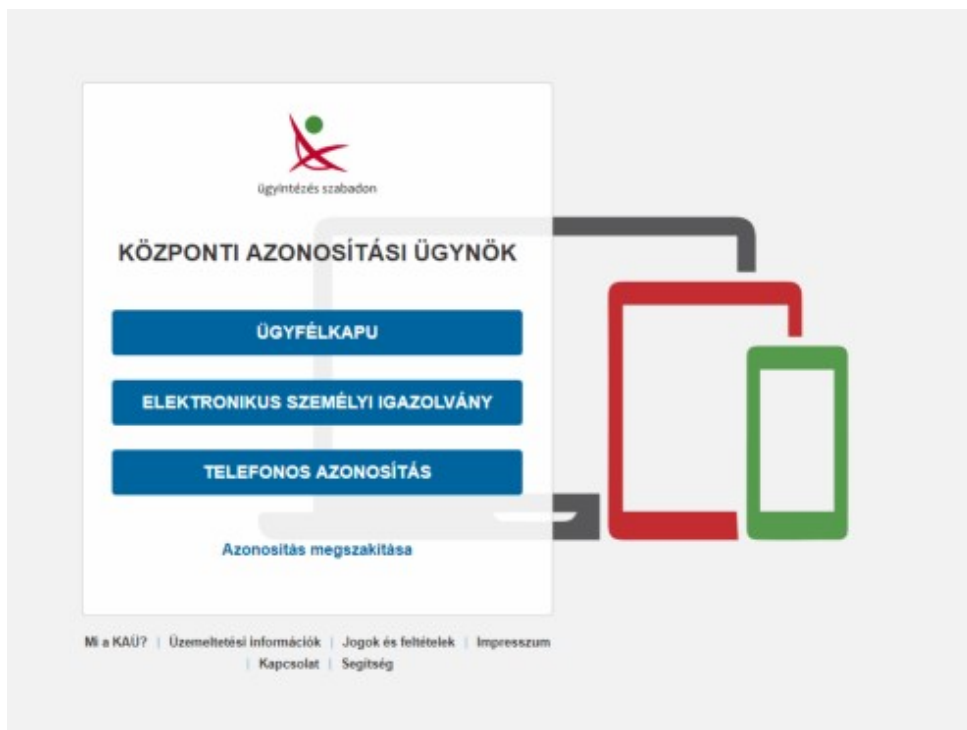 ügyintézés szabadon
KÖZPONTI AZONOSÍTÁSI ÜGYNÖK
ÜGYFÉLKAPU
ELEKTRONIKUS SZEMÉLYI IGAZOLVÁNY
TELEFONOS AZONOSÍTÁS
Azonosítás megszakítása
Mi a KAÜ? | Üzemeltetési információk | Jogok és feltételek | Impresszum
| Kapcsolat | Segítség